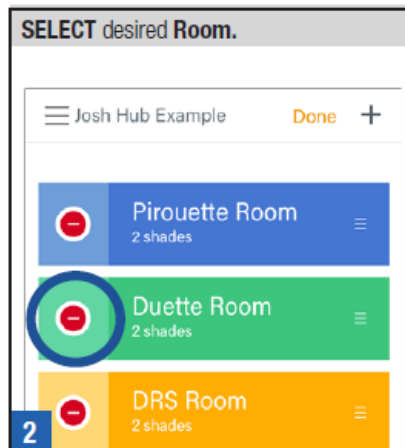 SELECT desired Room.
Josh Hub Example Done +
Pirouette Room
2 shades
Duette Room
2 shades
DRS Room
2 shades
2